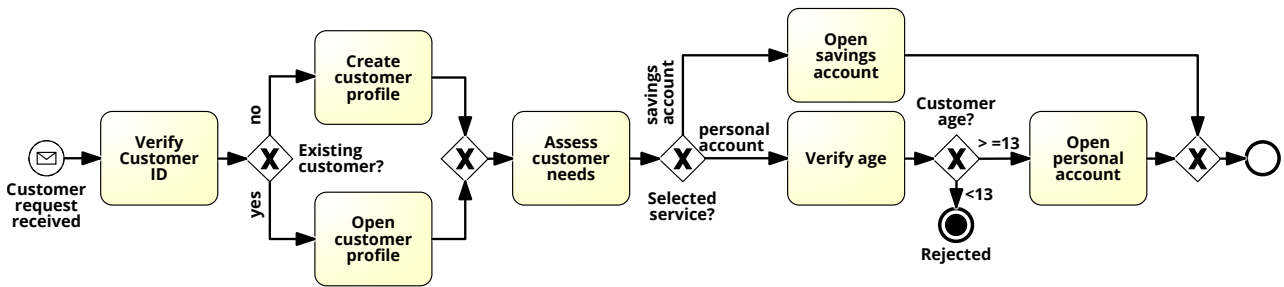 Customer
request
received
Verify
Customer
ID
no
yes
Existing
customer?
Create
customer
profile
Open
customer
profile
Assess
customer
needs
savings
account
personal
account
Selected
service?
Open
savings
account
Verify age
Customer
age?
> =13
<13
Rejected
Open
personal
account